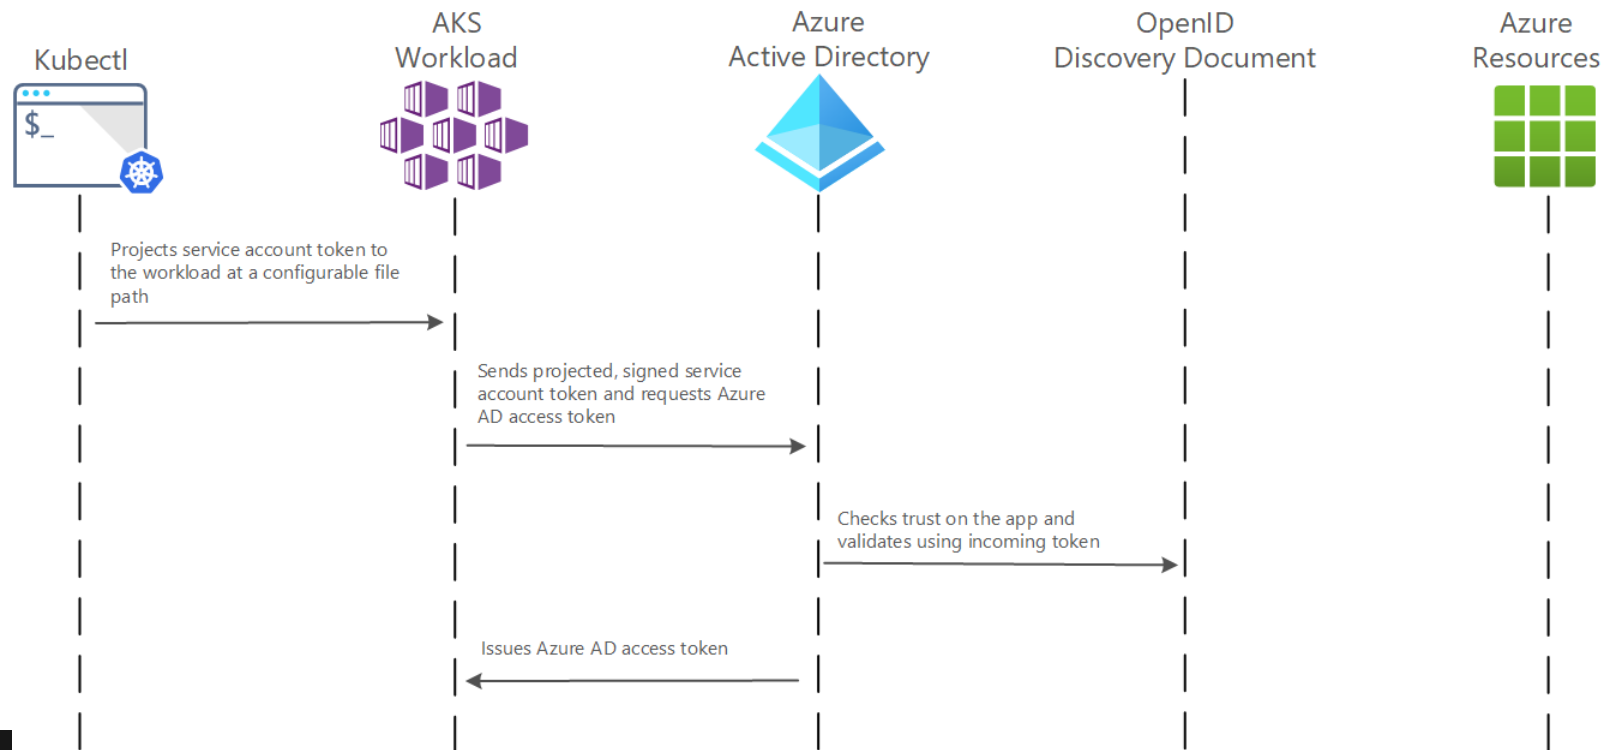 Kubectl
AKS
Workload
Azure
Active Directory
OpenID
Discovery Document
Azure
Resources
$_
Projects service account token to
the workload at a configurable file
path
Sends projected, signed service
account token and requests Azure
AD access token
Checks trust on the app and
validates using incoming token
Issues Azure AD access token